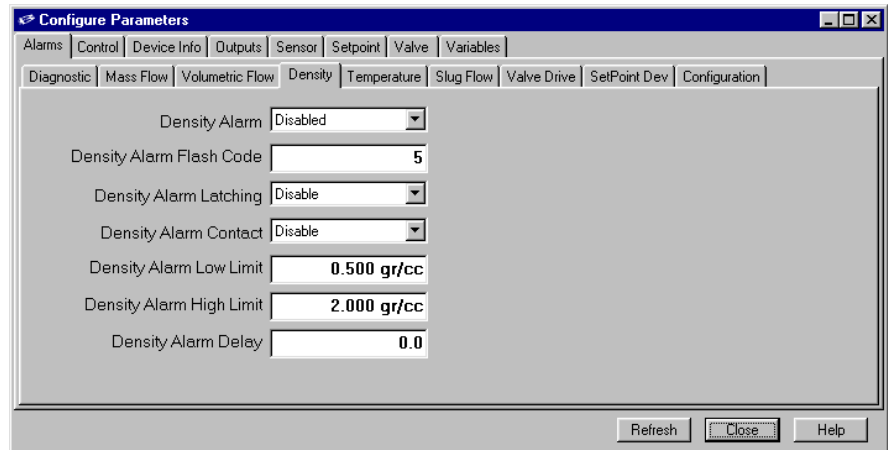 Configure Parameters
Alarms Control Device Info Outputs Sensor Setpoint Valve Variables
Diagnostic Mass Flow Volumetric Flow Density Temperature Slug Flow Valve Drive SetPoint Dev Configuration
Density Alarm Disabled
Density Alarm Flash Code 5
Density Alarm Latching Disable
Density Alarm Contact Disable
Density Alarm Low Limit 0.500 gr/cc
Density Alarm High Limit 2.000 gr/cc
Density Alarm Delay 0.0
Refresh Close Help